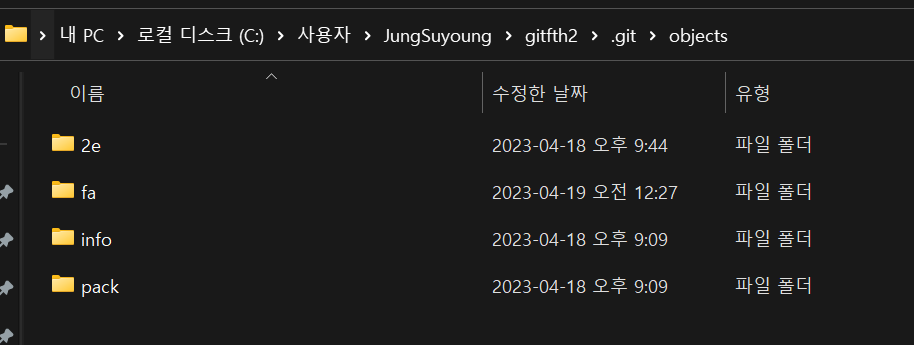 내 PC > 로컬 디스크 (C:) > 사용자 > JungSuyoung > gitfth2 > .git > objects
이름 수정한 날짜 유형
2e 2023-04-18 오후 9:44 파일 폴더
fa 2023-04-19 오전 12:27 파일 폴더
info 2023-04-18 오후 9:09 파일 폴더
pack 2023-04-18 오후 9:09 파일 폴더